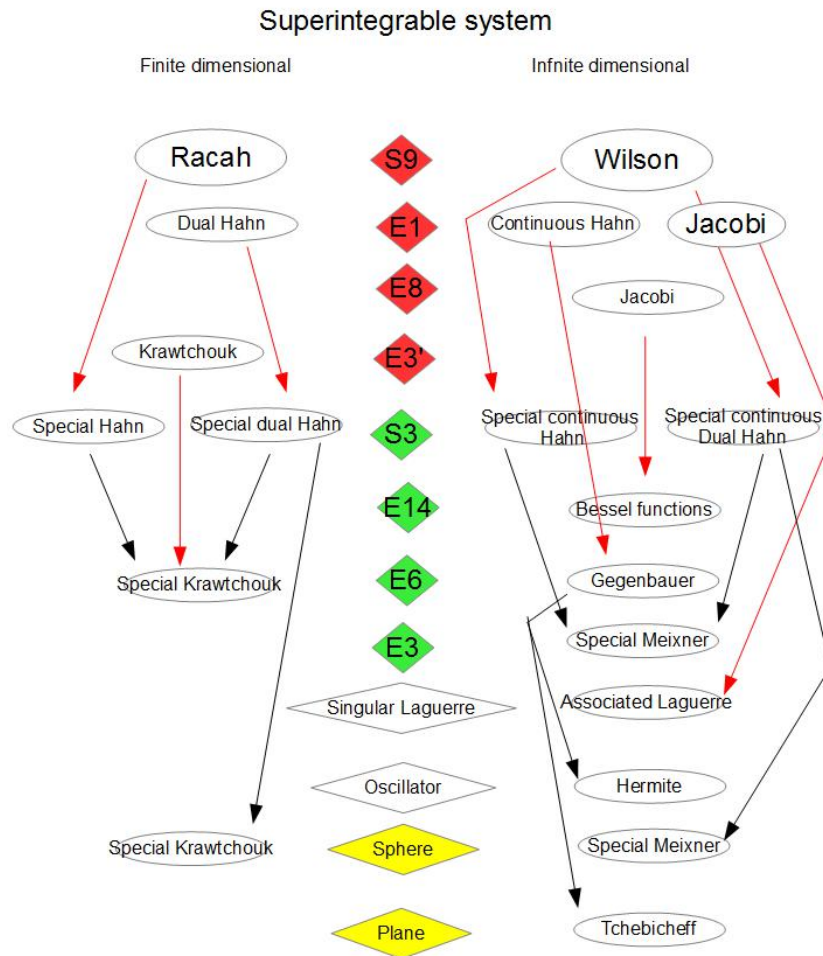 Superintegrable system
Finite dimensional
Infnite dimensional
Racah
S9
Wilson
Dual Hahn
E1
Continuous Hahn
Jacobi
E8
Jacobi
Krawtchouk
E3'
Special Hahn
Special dual Hahn
S3
Special continuous
Hahn
Special continuous
Dual Hahn
E14
Bessel functions
Special Krawtchouk
E6
Gegenbauer
E3
Special Meixner
Singular Laguerre
Associated Laguerre
Oscillator
Hermite
Special Krawtchouk
Sphere
Special Meixner
Plane
Tchebicheff